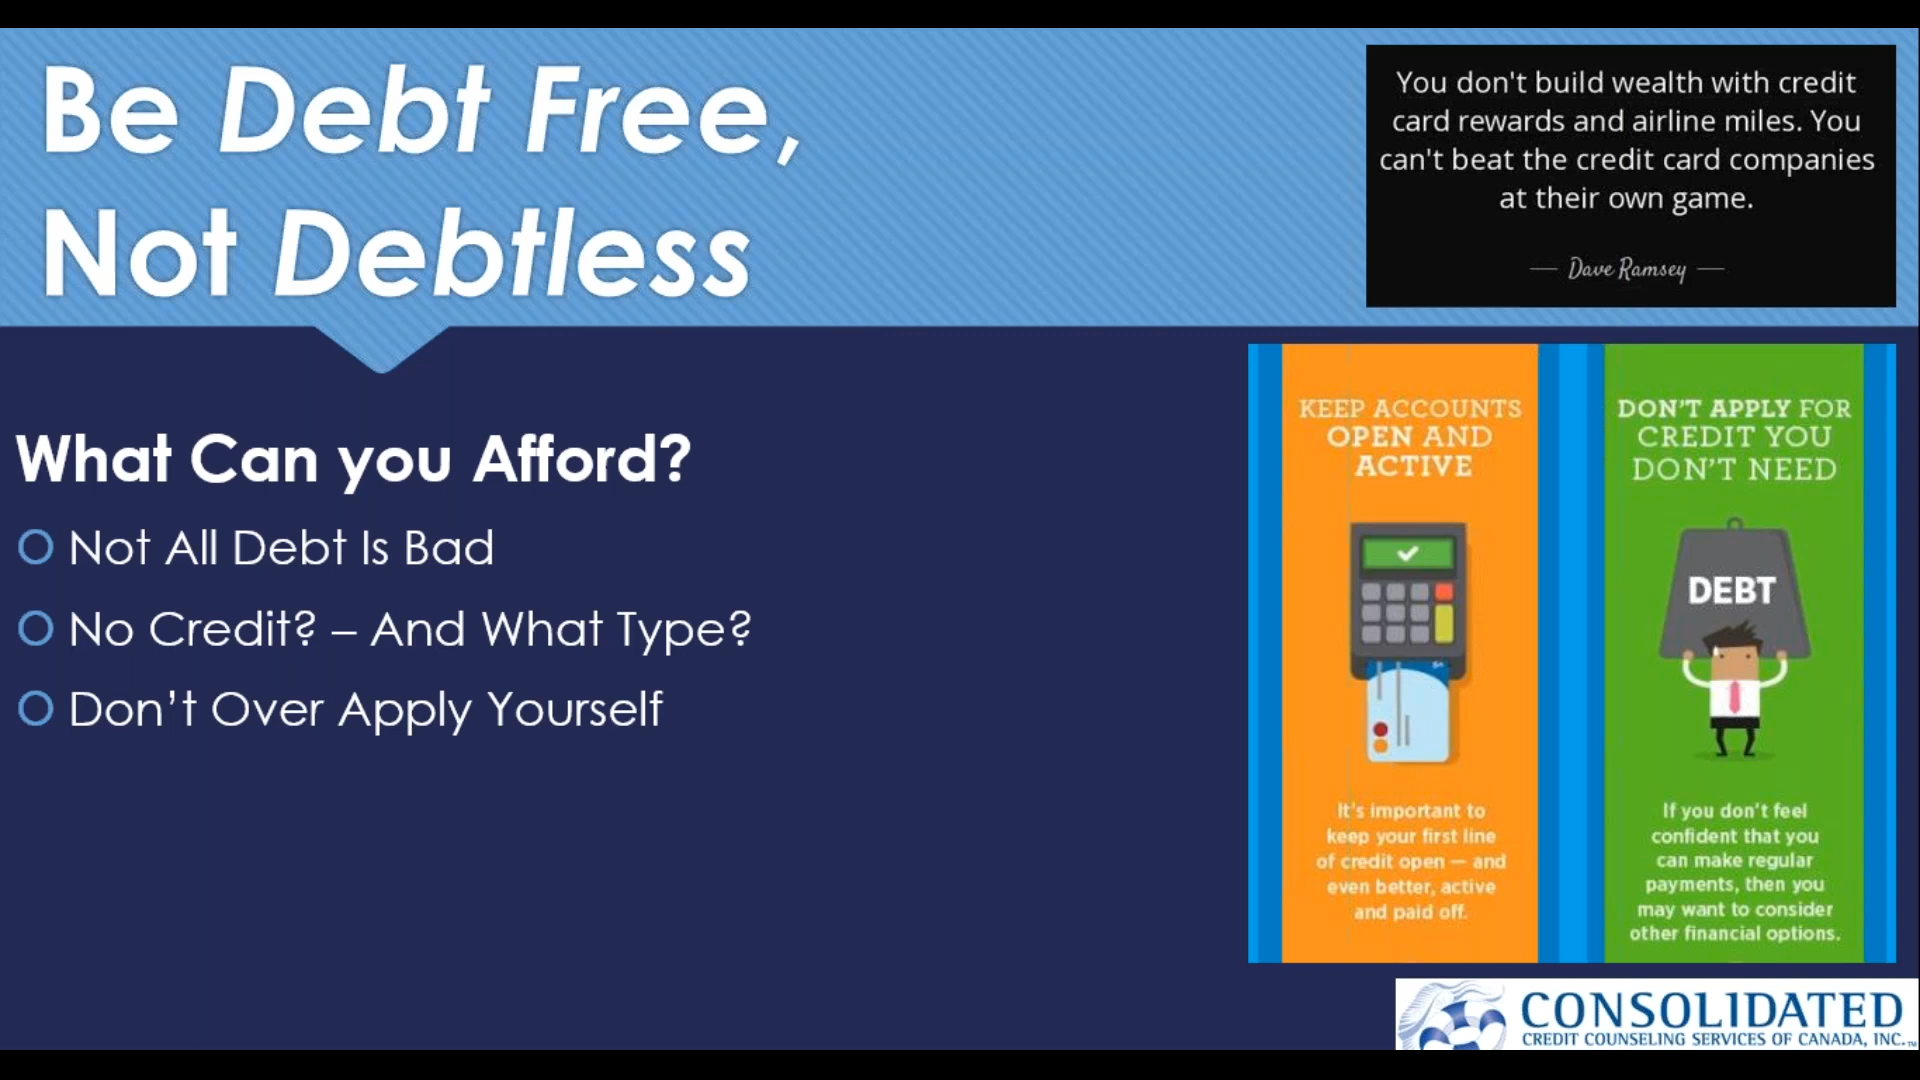 Be Debt Free,
Not Debtless
You don't build wealth with credit
card rewards and airline miles. You
can't beat the credit card companies
at their own game.
— Dave Ramsey —
What Can you Afford?
Not All Debt Is Bad
No Credit? – And What Type?
Don’t Over Apply Yourself
KEEP ACCOUNTS
OPEN AND
ACTIVE
It's important to
keep your first line
of credit open — and
even better, active
and paid off.
DON'T APPLY FOR
CREDIT YOU
DON'T NEED
DEBT
If you don't feel
confident that you
can make regular
payments, then you
may want to consider
other financial options.
CONSOLIDATED
CREDIT COUNSELING SERVICES OF CANADA, INC.™